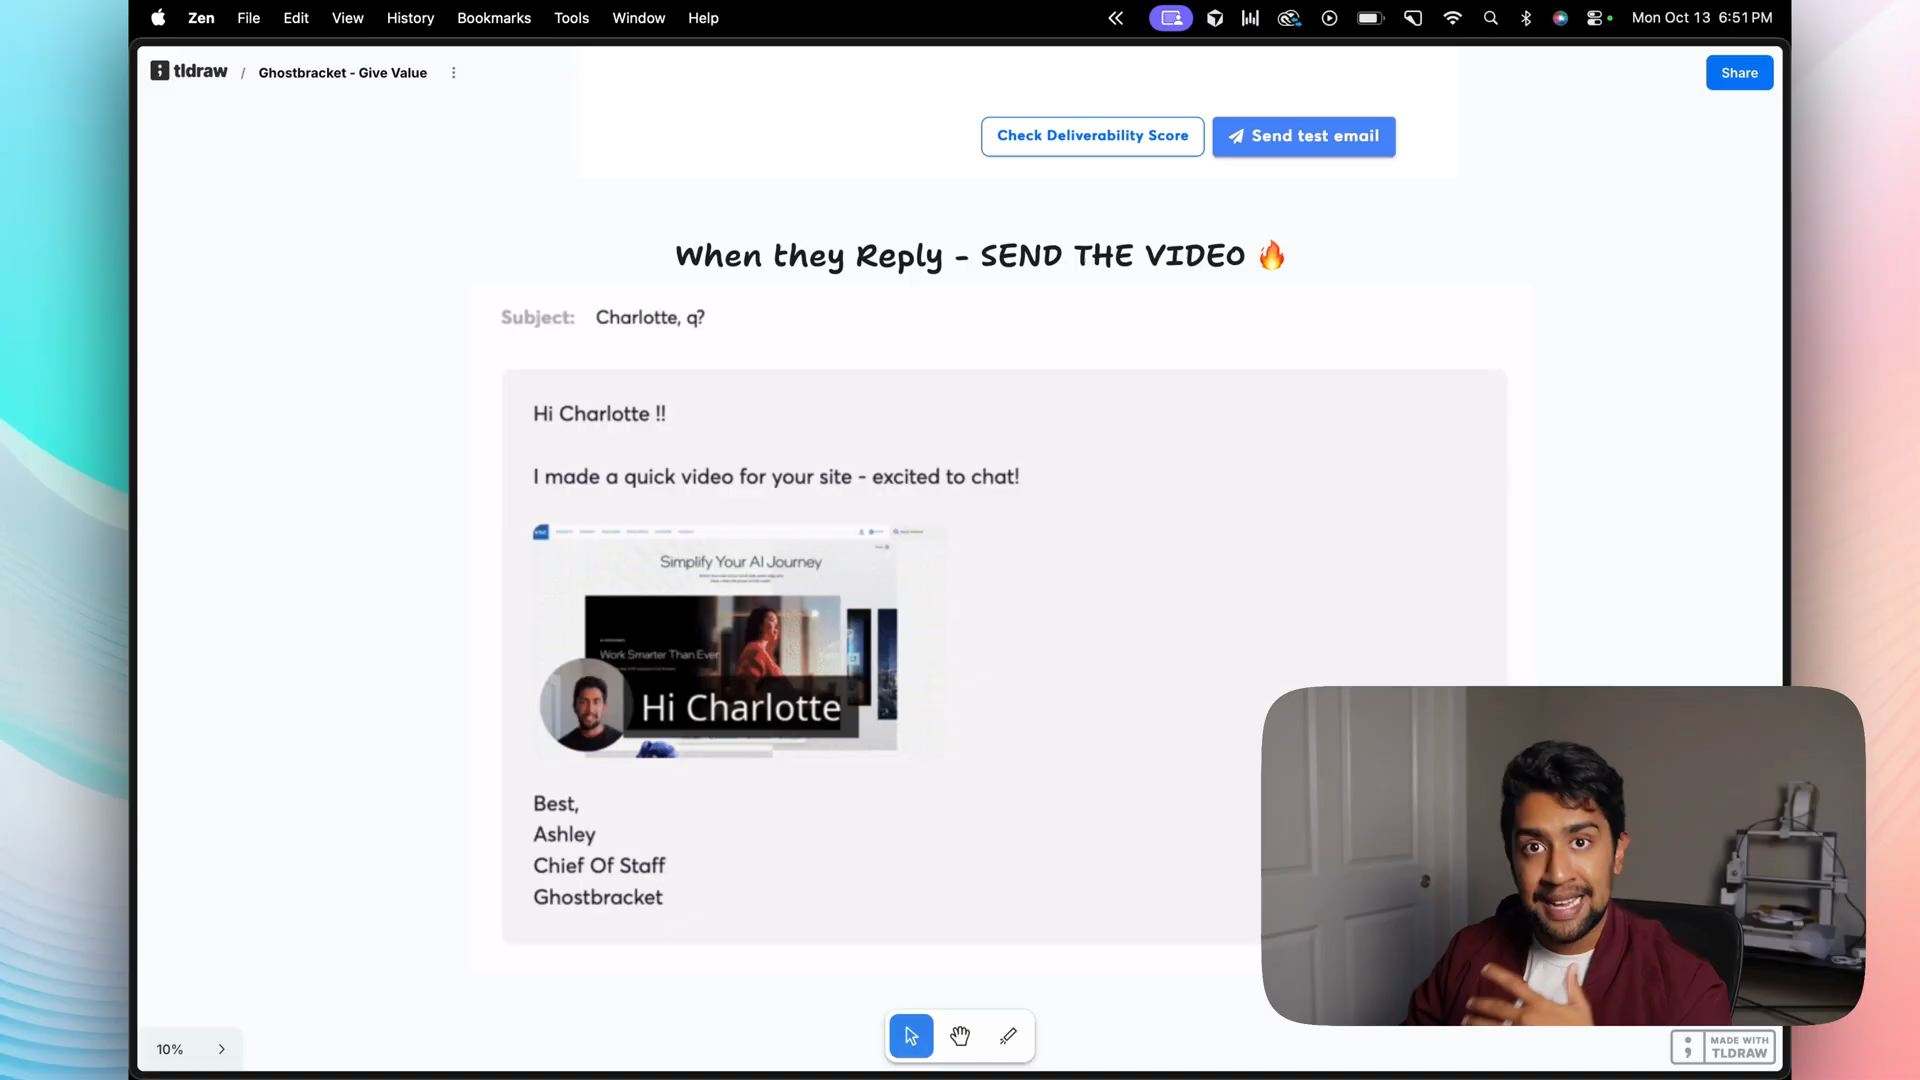 Zen File Edit View History Bookmarks Tools Window Help Mon Oct 13 6:51 PM
tldraw / Ghostbracket - Give Value Share
Check Deliverability Score Send test email
When they Reply - SEND THE VIDEO 🔥
Subject: Charlotte, q?
Hi Charlotte !!
I made a quick video for your site - excited to chat!
Simplify Your AI Journey
Work Smarter Than Ever
Hi Charlotte
Best,
Ashley
Chief Of Staff
Ghostbracket
10%
MADE WITH
TLDRAW